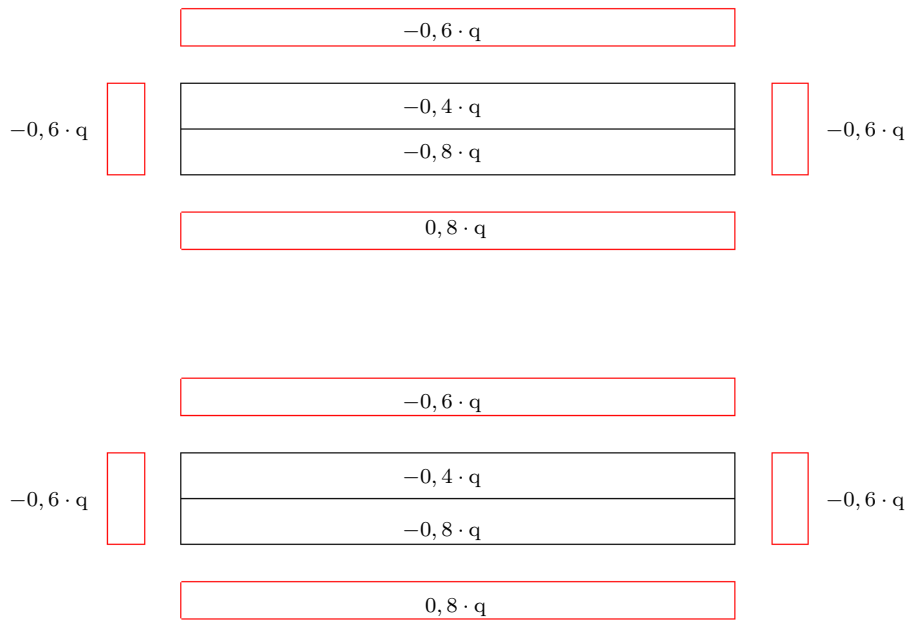 −0, 6 · q
−0, 4 · q
−0, 6 · q
−0, 6 · q
−0, 8 · q
0, 8 · q
−0, 6 · q
−0, 4 · q
−0, 6 · q
−0, 6 · q
−0, 8 · q
0, 8 · q